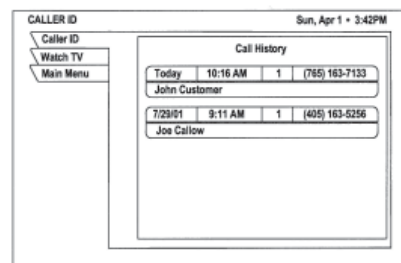 CALLER ID Sun, Apr 1 • 3:42PM
Caller ID
Watch TV
Main Menu
Call History
Today 10:16 AM 1 (765) 163-7133
John Customer
7/29/01 9:11 AM 1 (405) 163-5256
Joe Callow